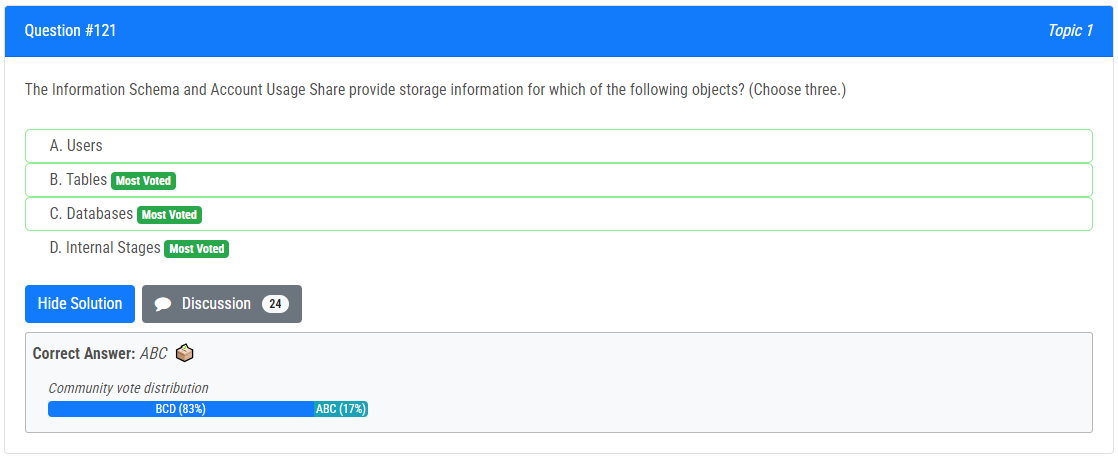 Question #121 Topic 1
The Information Schema and Account Usage Share provide storage information for which of the following objects? (Choose three.)
A. Users
B. Tables Most Voted
C. Databases Most Voted
D. Internal Stages Most Voted
Hide Solution Discussion 24
Correct Answer: ABC
Community vote distribution
BCD (83%) ABC (17%)